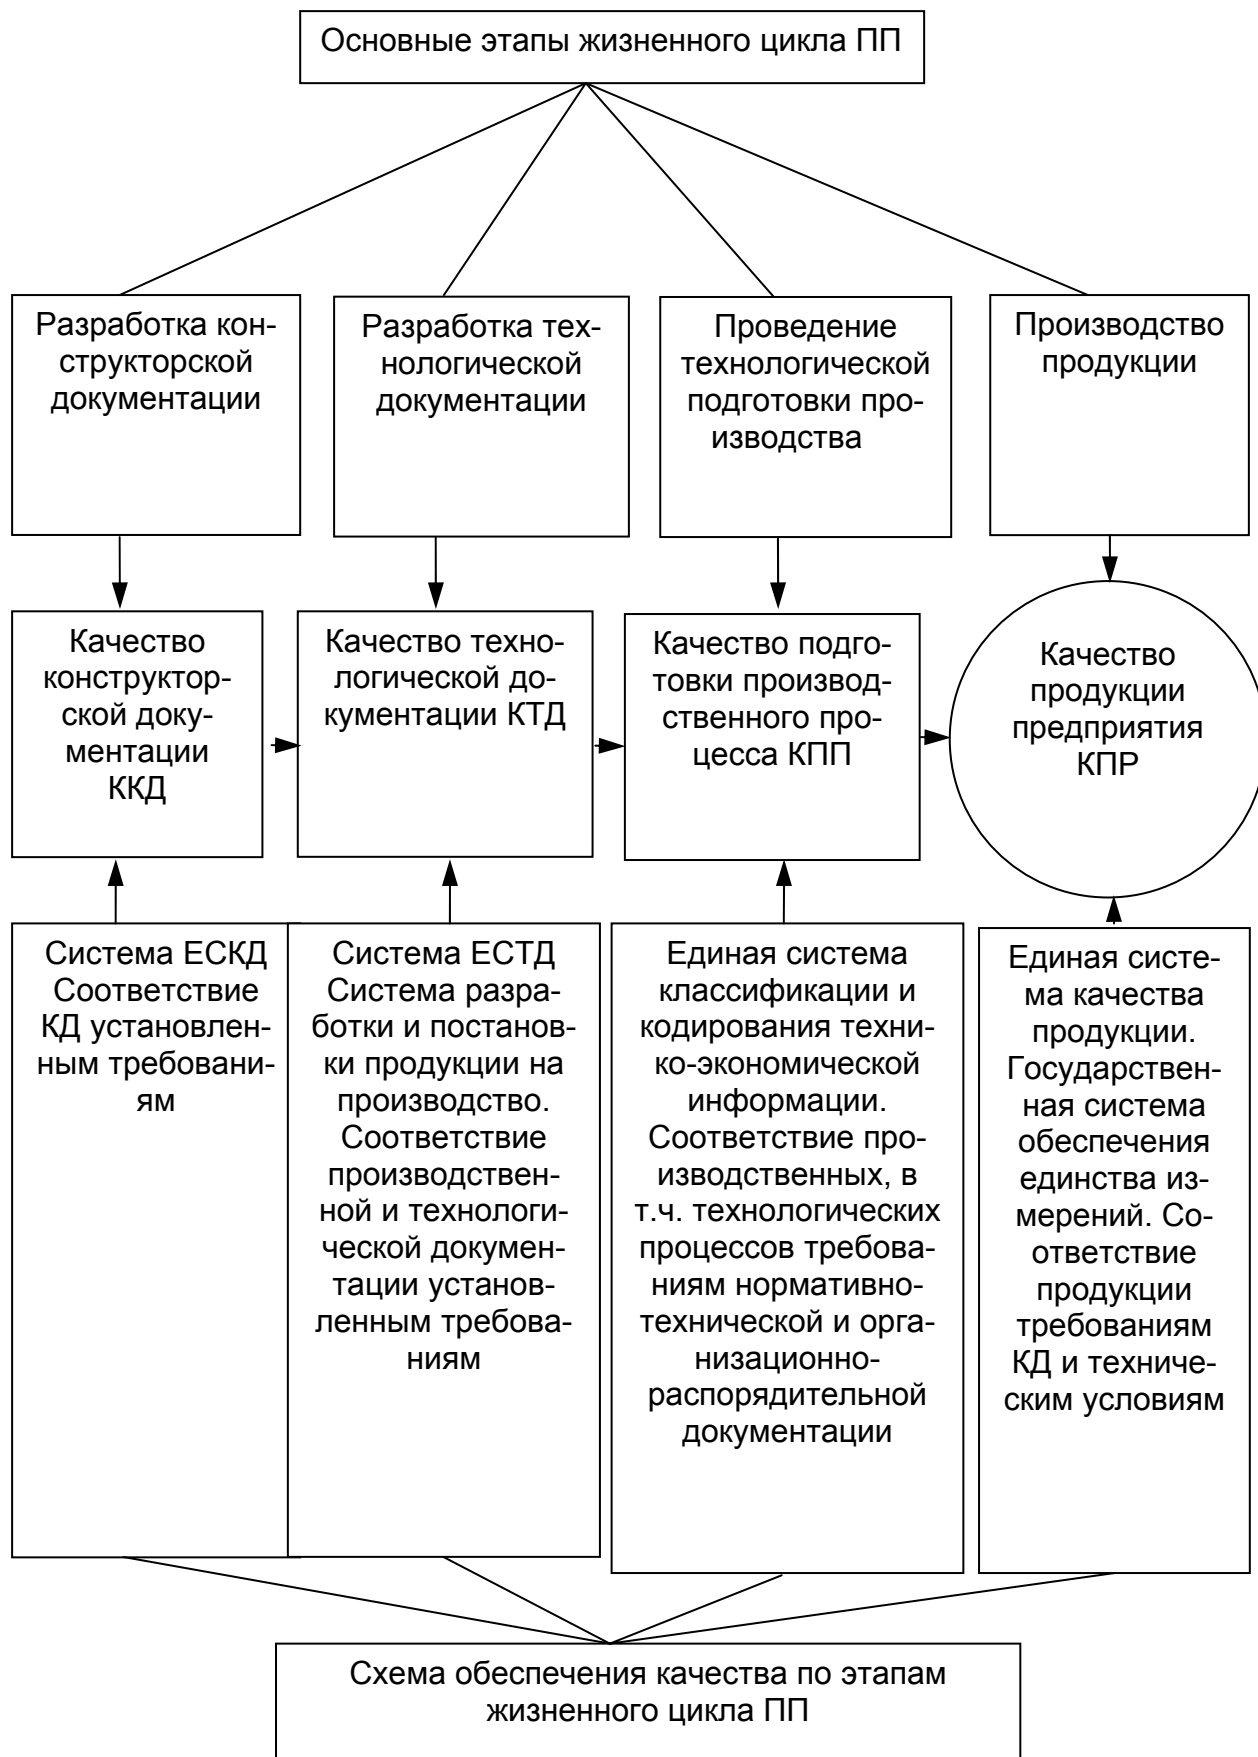 Основные этапы жизненного цикла ПП
Разработка кон-
структорской
документации
Разработка тех-
нологической
документации
Проведение
технологической
подготовки про-
изводства
Производство
продукции
Качество
конструктор-
ской доку-
ментации
ККД
Качество техно-
логической до-
кументации КТД
Качество подго-
товки производ-
ственного про-
цесса КПП
Качество
продукции
предприятия
КПР
Система ЕСКД
Соответствие
КД установлен-
ным требовани-
ям
Система ЕСТД
Система разра-
ботки и постанов-
ки продукции на
производство.
Соответствие
производствен-
ной и технологи-
ческой докумен-
тации установ-
ленным требова-
ниям
Единая система
классификации и
кодирования техни-
ко-экономической
информации.
Соответствие про-
изводственных, в
т.ч. технологических
процессов требова-
ниям нормативно-
технической и орга-
низационно-
распорядительной
документации
Единая систе-
ма качества
продукции.
Государствен-
ная система
обеспечения
единства из-
мерений. Со-
ответствие
продукции
требованиям
КД и техниче-
ским условиям
Схема обеспечения качества по этапам
жизненного цикла ПП